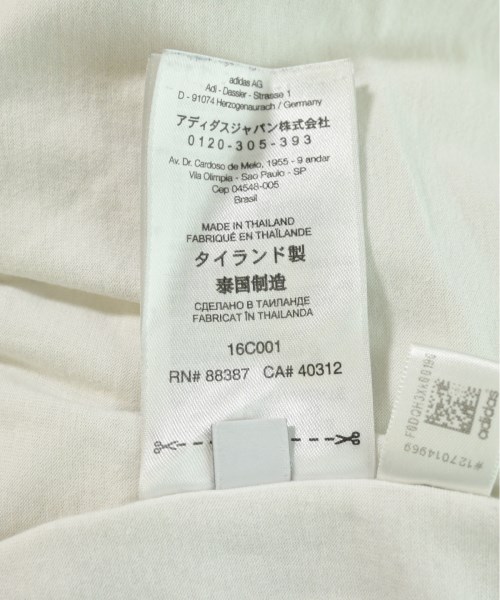 adidas AG
Adi - Dassler - Strasse 1
D - 91074 Herzogenaurach / Germany
アディダスジャパン株式会社
0120-305-393
Av. Dr. Cardoso de Melo, 1955 - 9 andar
Vila Olimpia - Sao Paulo - SP
Cep 04548-005
Brasil
MADE IN THAILAND
FABRIQUÉ EN THAÏLANDE
タイランド製
泰国制造
СДЕЛАНО В ТАИЛАНДЕ
FABRICAT ÎN THAILANDA
16C001
RN# 88387 CA# 40312
adidas
#127014969